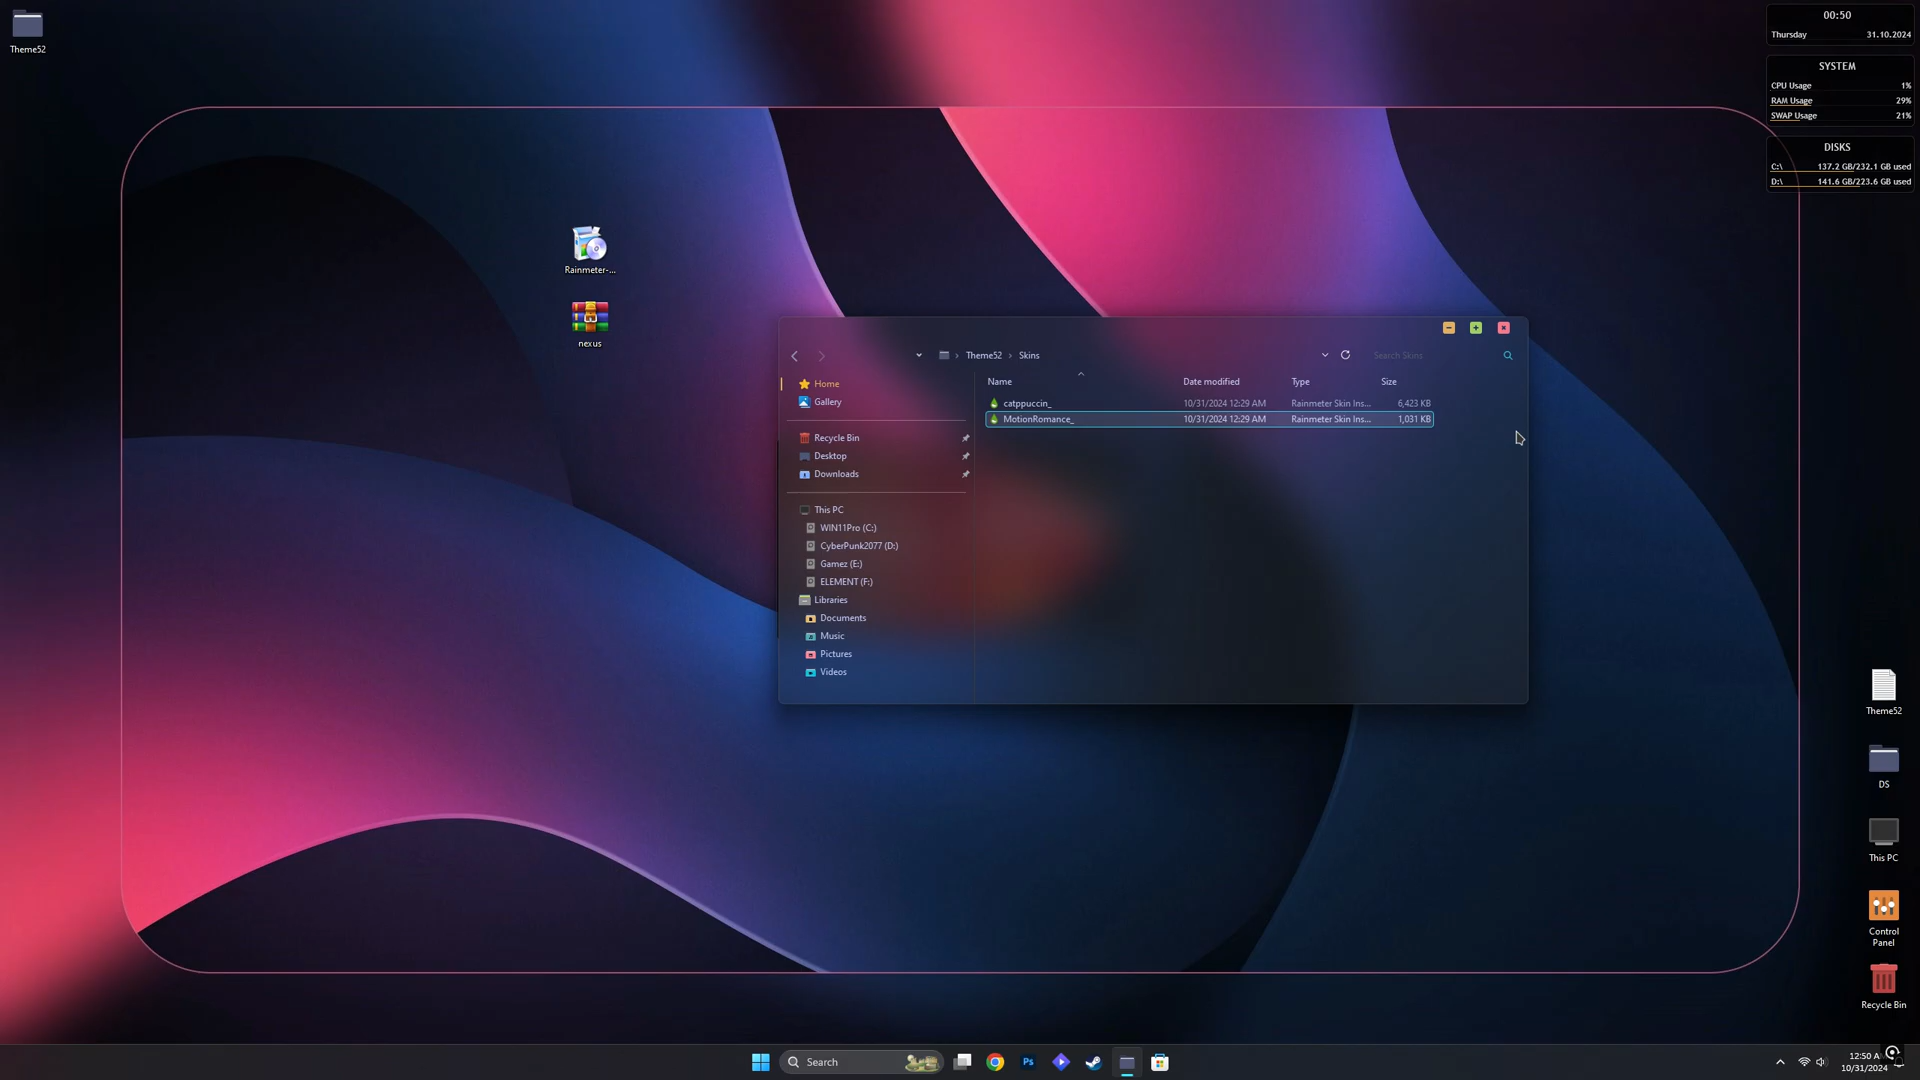 Theme52
00:50
Thursday 31.10.2024
SYSTEM
CPU Usage 1%
RAM Usage 29%
SWAP Usage 21%
DISKS
C:\ 137.2 GB/232.1 GB used
D:\ 141.6 GB/223.6 GB used
Rainmeter-...
nexus
Theme52 > Skins
Search Skins
Name Date modified Type Size
catppuccin_ 10/31/2024 12:29 AM Rainmeter Skin Ins... 6,423 KB
MotionRomance_ 10/31/2024 12:29 AM Rainmeter Skin Ins... 1,031 KB
Home
Gallery
Recycle Bin
Desktop
Downloads
This PC
WIN11Pro (C:)
CyberPunk2077 (D:)
Gamez (E:)
ELEMENT (F:)
Libraries
Documents
Music
Pictures
Videos
Theme52
DS
This PC
Control
Panel
Recycle Bin
Search
Ps
12:50 A
10/31/2024